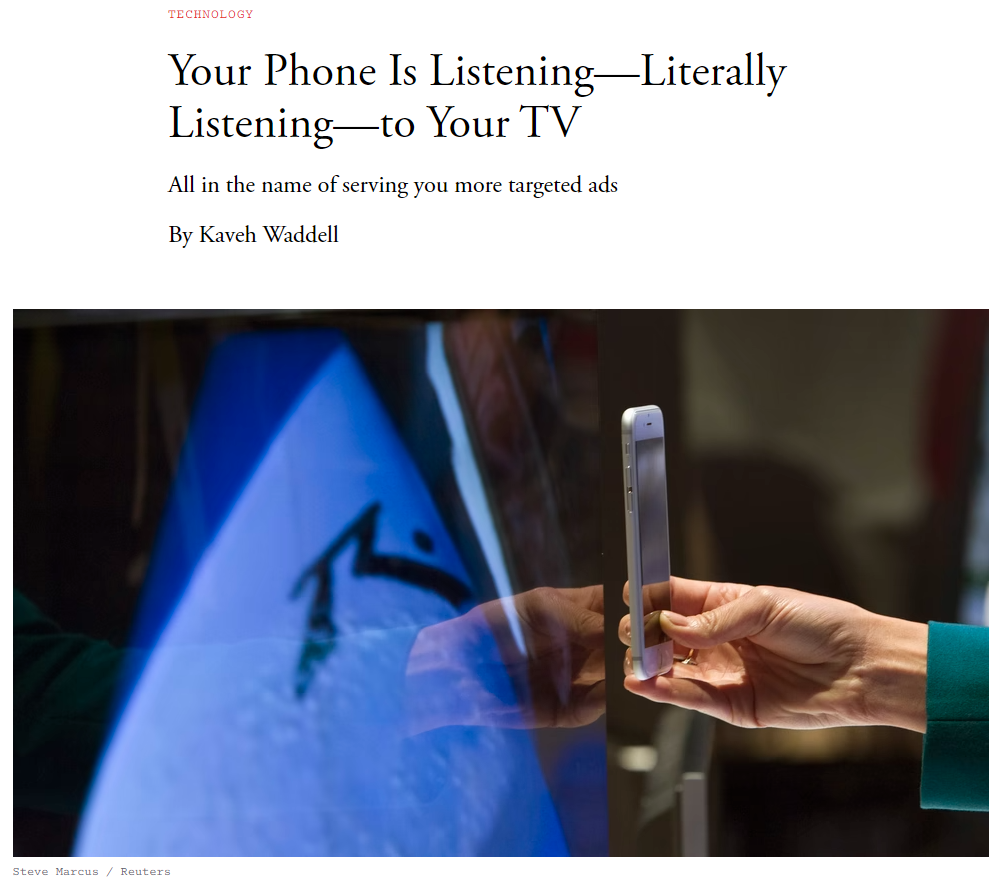 TECHNOLOGY
Your Phone Is Listening—Literally
Listening—to Your TV
All in the name of serving you more targeted ads
By Kaveh Waddell
Steve Marcus / Reuters